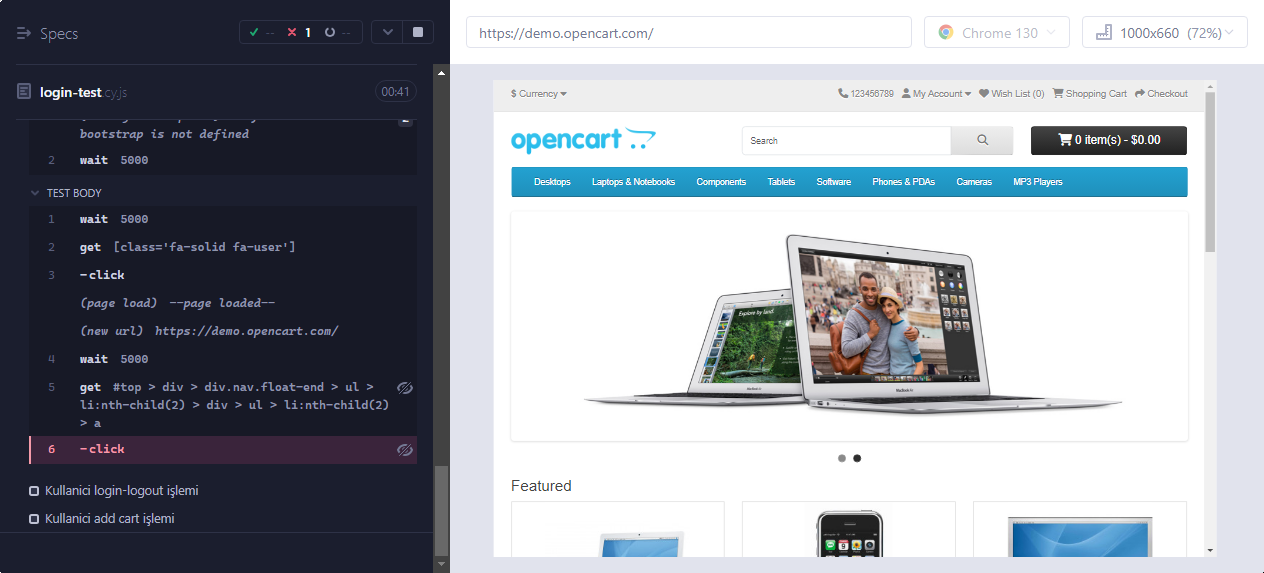 Specs
-- 1 --
https://demo.opencart.com/
Chrome 130
1000x660 (72%)
login-test.cy.js
00:41
bootstrap is not defined
2 wait 5000
TEST BODY
1 wait 5000
2 get [class='fa-solid fa-user']
3 -click
(page load) --page loaded--
(new url) https://demo.opencart.com/
4 wait 5000
5 get #top > div > div.nav.float-end > ul >
li:nth-child(2) > div > ul > li:nth-child(2)
> a
6 -click
Kullanici login-logout işlemi
Kullanici add cart işlemi
$ Currency
123456789 My Account Wish List (0) Shopping Cart Checkout
opencart
Search
0 item(s) - $0.00
Desktops Laptops & Notebooks Components Tablets Software Phones & PDAs Cameras MP3 Players
Explore by land.
MacBook Air
Featured